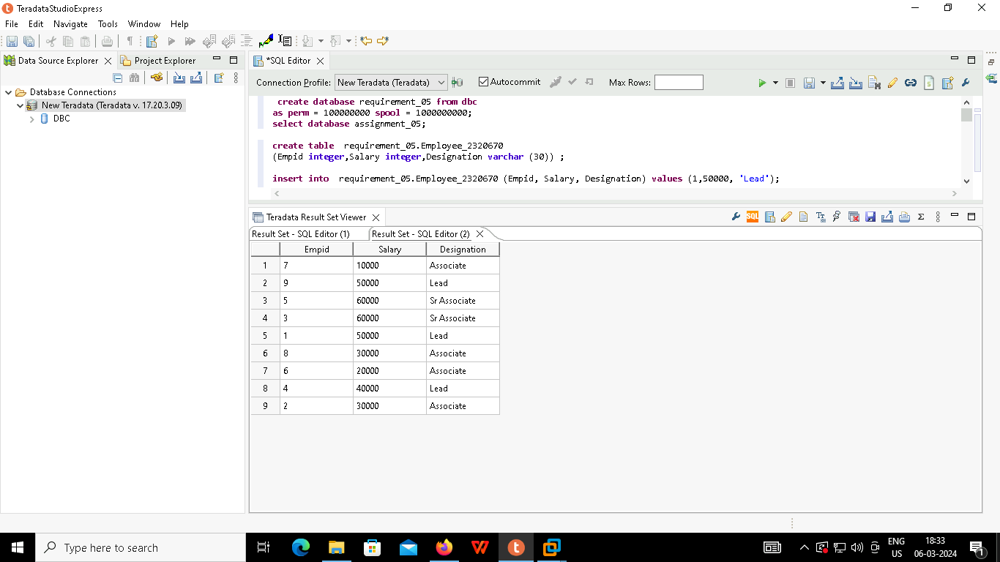 TeradataStudioExpress
File Edit Navigate Tools Window Help
Data Source Explorer
Project Explorer
*SQL Editor
Connection Profile: New Teradata (Teradata) Autocommit Max Rows:
Database Connections
New Teradata (Teradata v. 17.20.3.09)
DBC
create database requirement_05 from dbc
as perm = 100000000 spool = 1000000000;
select database assignment_05;
create table requirement_05.Employee_2320670
(Empid integer,Salary integer,Designation varchar (30)) ;
insert into requirement_05.Employee_2320670 (Empid, Salary, Designation) values (1,50000, 'Lead');
Teradata Result Set Viewer
SQL
Result Set - SQL Editor (1) Result Set - SQL Editor (2)
Empid Salary Designation
1 7 10000 Associate
2 9 50000 Lead
3 5 60000 Sr Associate
4 3 60000 Sr Associate
5 1 50000 Lead
6 8 30000 Associate
7 6 20000 Associate
8 4 40000 Lead
9 2 30000 Associate
Type here to search
ENG
US
18:33
06-03-2024
1